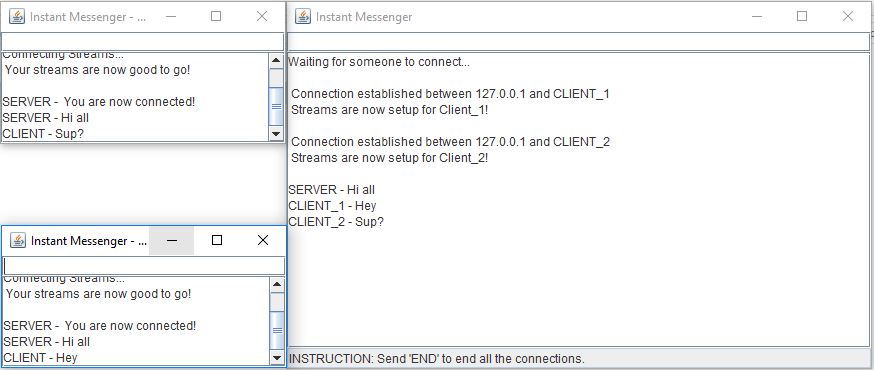 Instant Messenger - ...
Connecting Streams...
Your streams are now good to go!
SERVER - You are now connected!
SERVER - Hi all
CLIENT - Sup?
Instant Messenger - ...
Connecting Streams...
Your streams are now good to go!
SERVER - You are now connected!
SERVER - Hi all
CLIENT - Hey
Instant Messenger
Waiting for someone to connect...
Connection established between 127.0.0.1 and CLIENT_1
Streams are now setup for Client_1!
Connection established between 127.0.0.1 and CLIENT_2
Streams are now setup for Client_2!
SERVER - Hi all
CLIENT_1 - Hey
CLIENT_2 - Sup?
INSTRUCTION: Send 'END' to end all the connections.